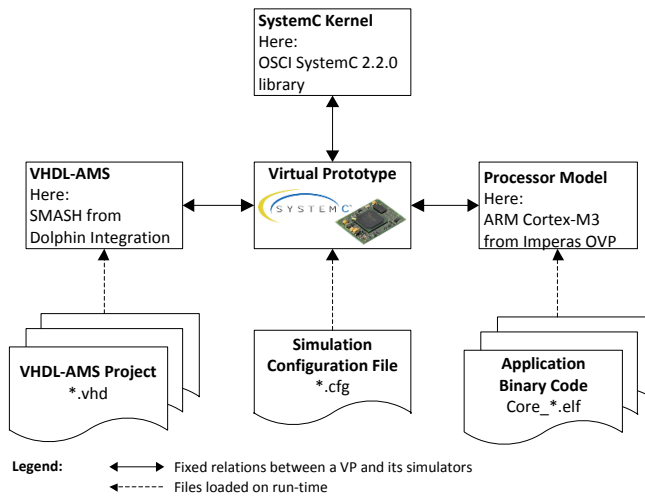 SystemC Kernel
Here:
OSCI SystemC 2.2.0
library
VHDL-AMS
Here:
SMASH from
Dolphin Integration
Virtual Prototype
SYSTEM C
Processor Model
Here:
ARM Cortex-M3
from Imperas OVP
VHDL-AMS Project
*.vhd
Simulation
Configuration File
*.cfg
Application
Binary Code
Core_*.elf
Legend:
Fixed relations between a VP and its simulators
Files loaded on run-time